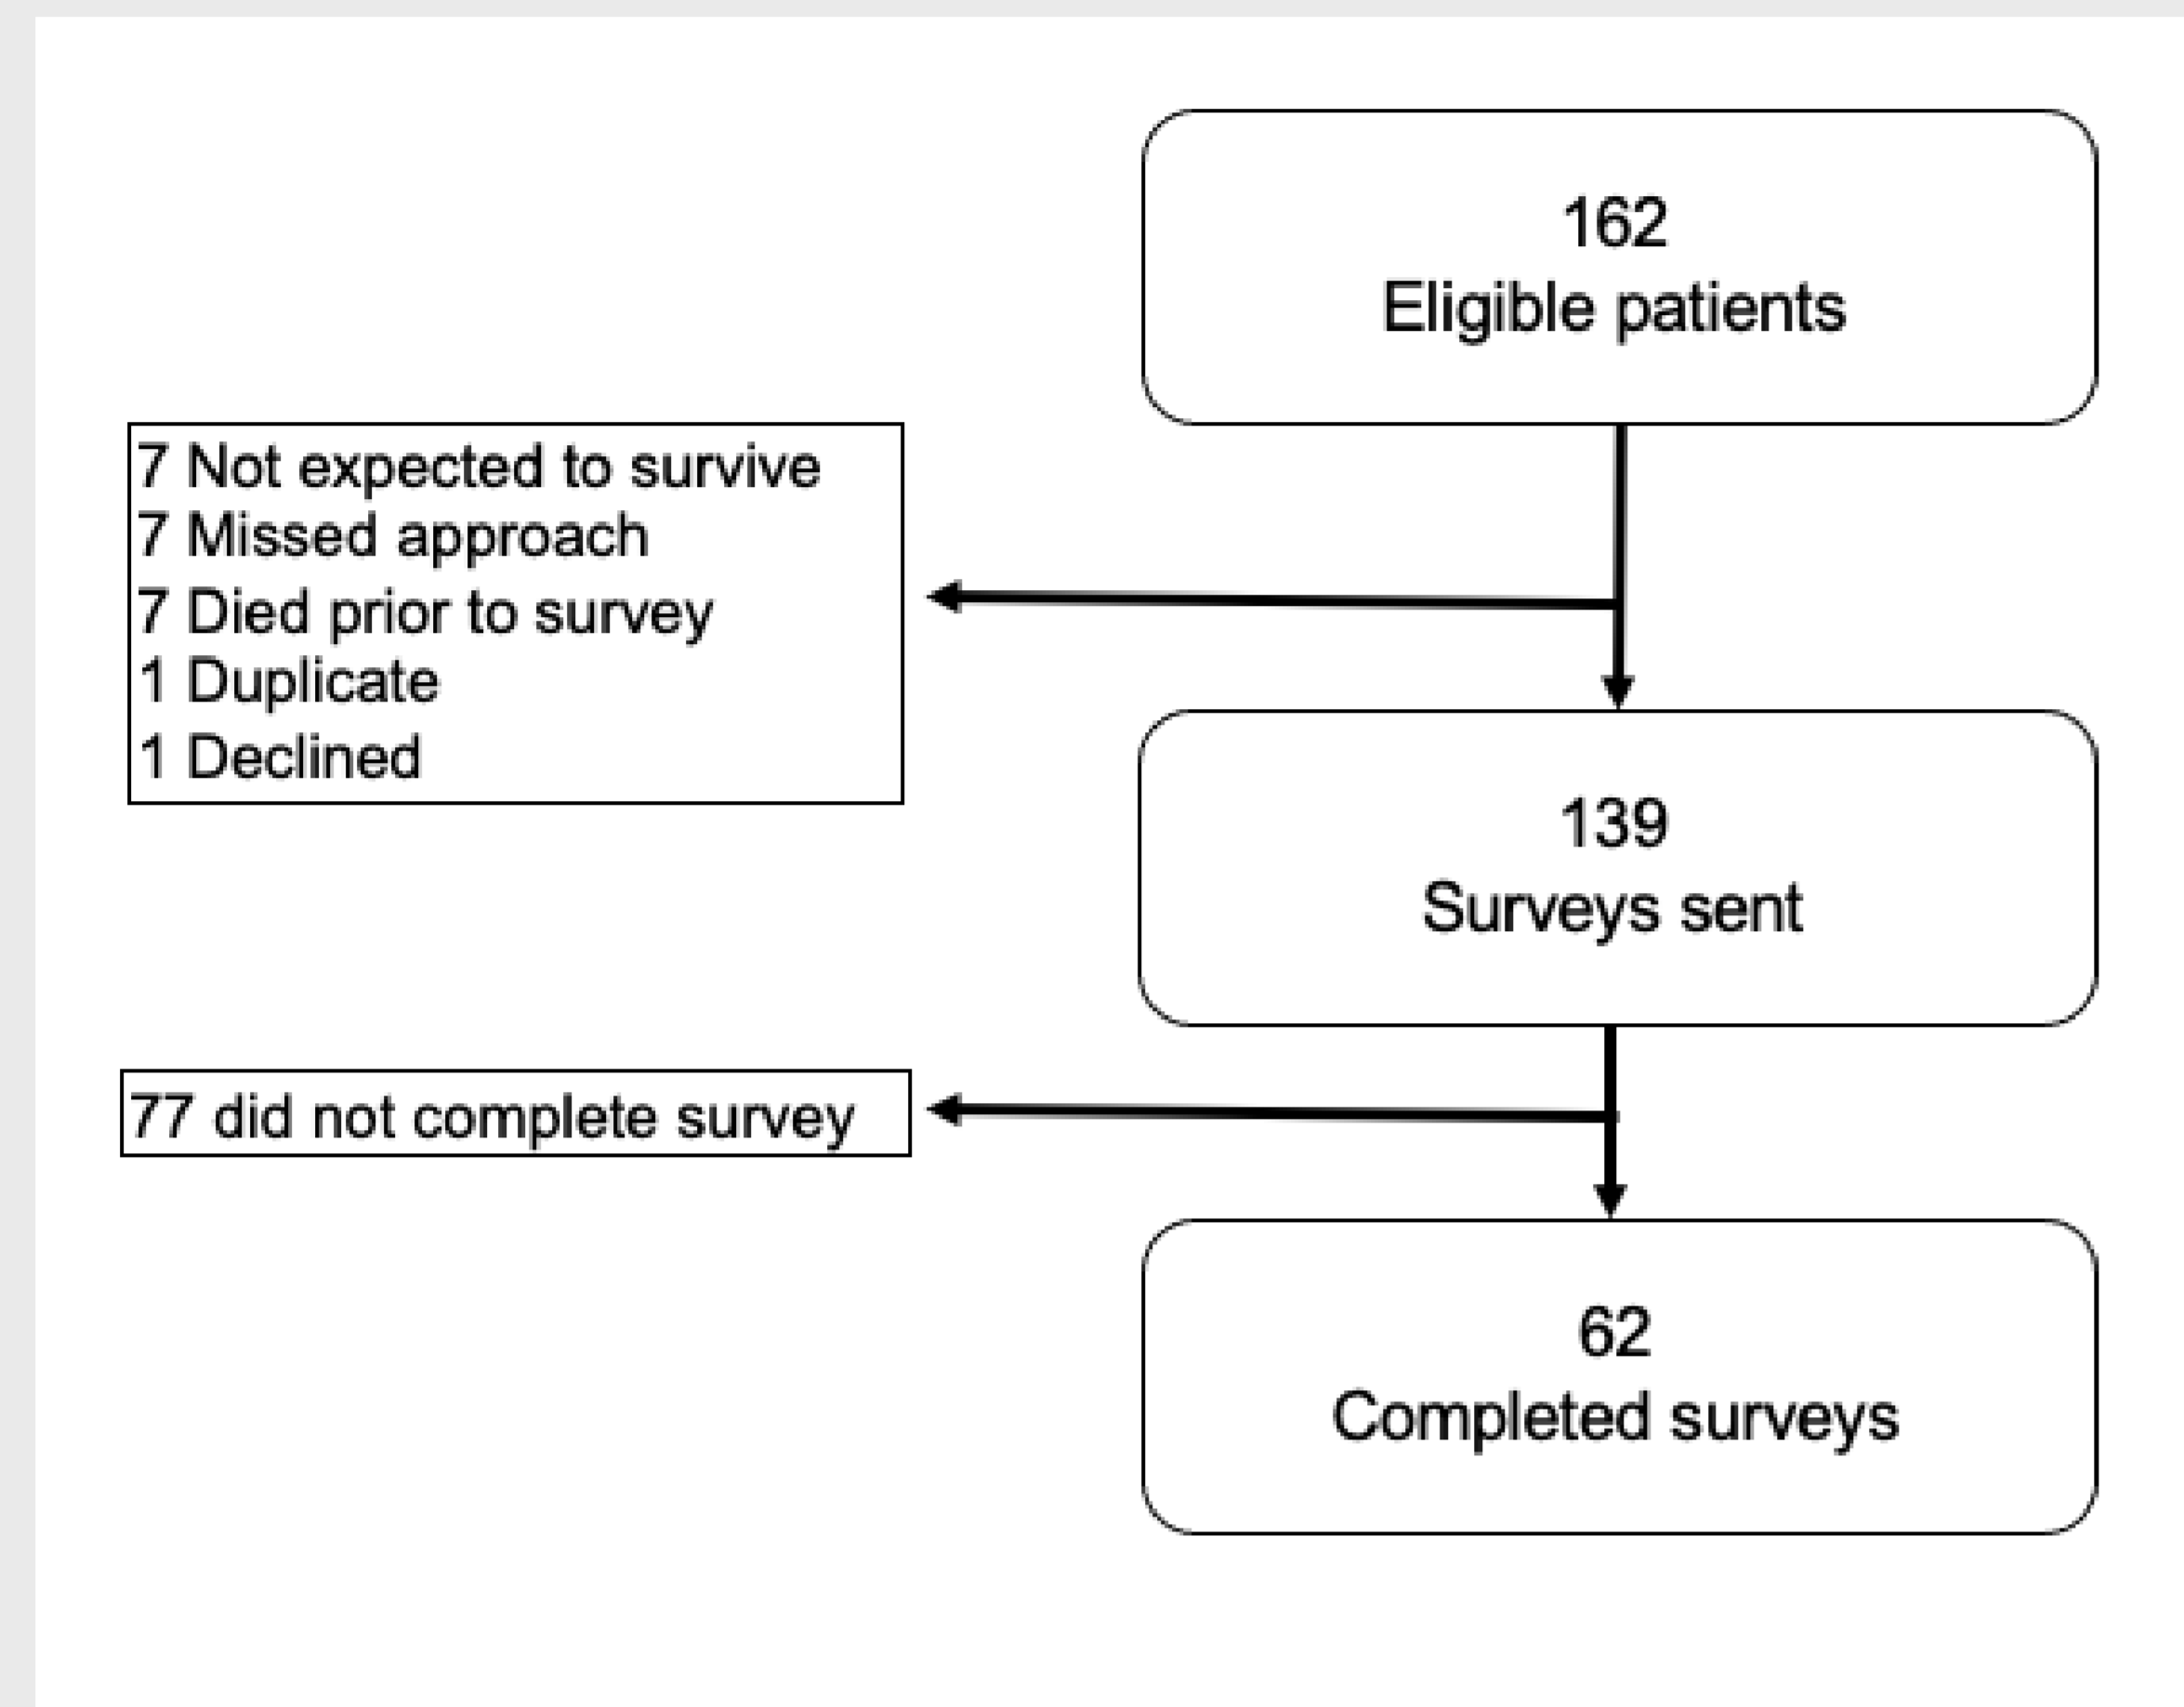 162
Eligible patients
7 Not expected to survive
7 Missed approach
7 Died prior to survey
1 Duplicate
1 Declined
139
Surveys sent
77 did not complete survey
62
Completed surveys